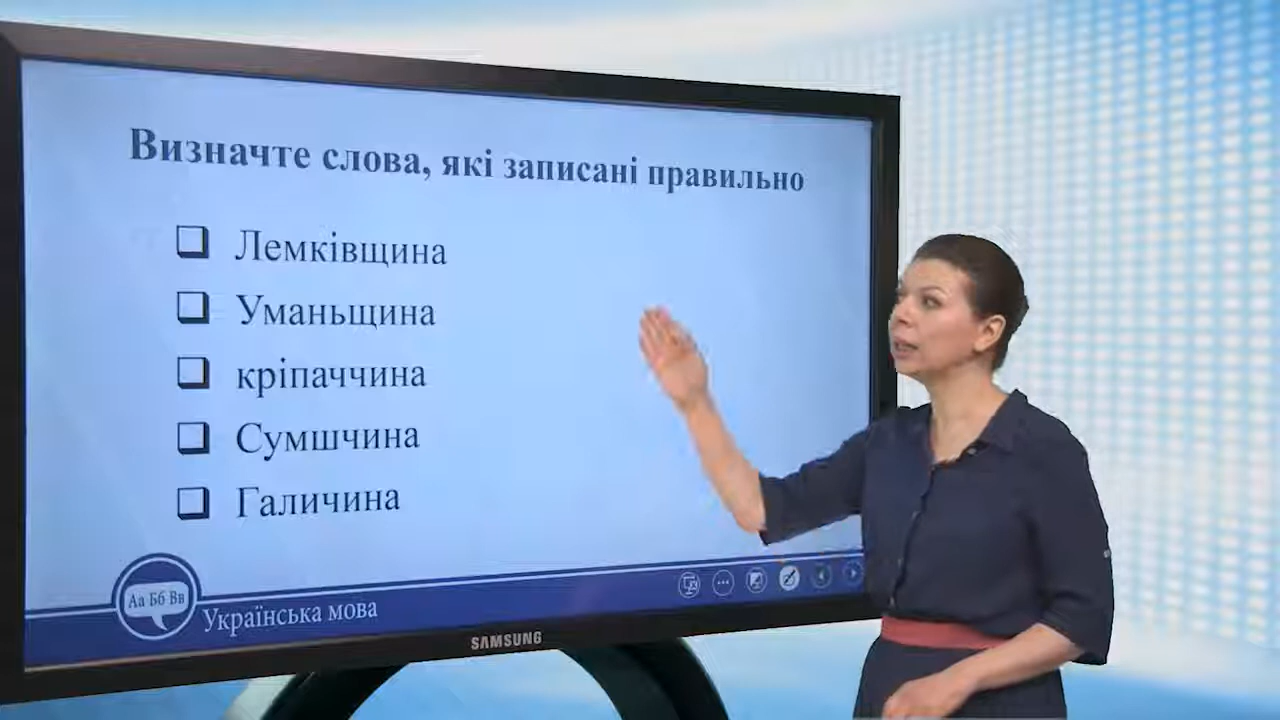 Визначте слова, які записані правильно
Лемківщина
Уманьщина
кріпаччина
Сумшчина
Галичина
Аа Бб Вв
Українська мова
SAMSUNG